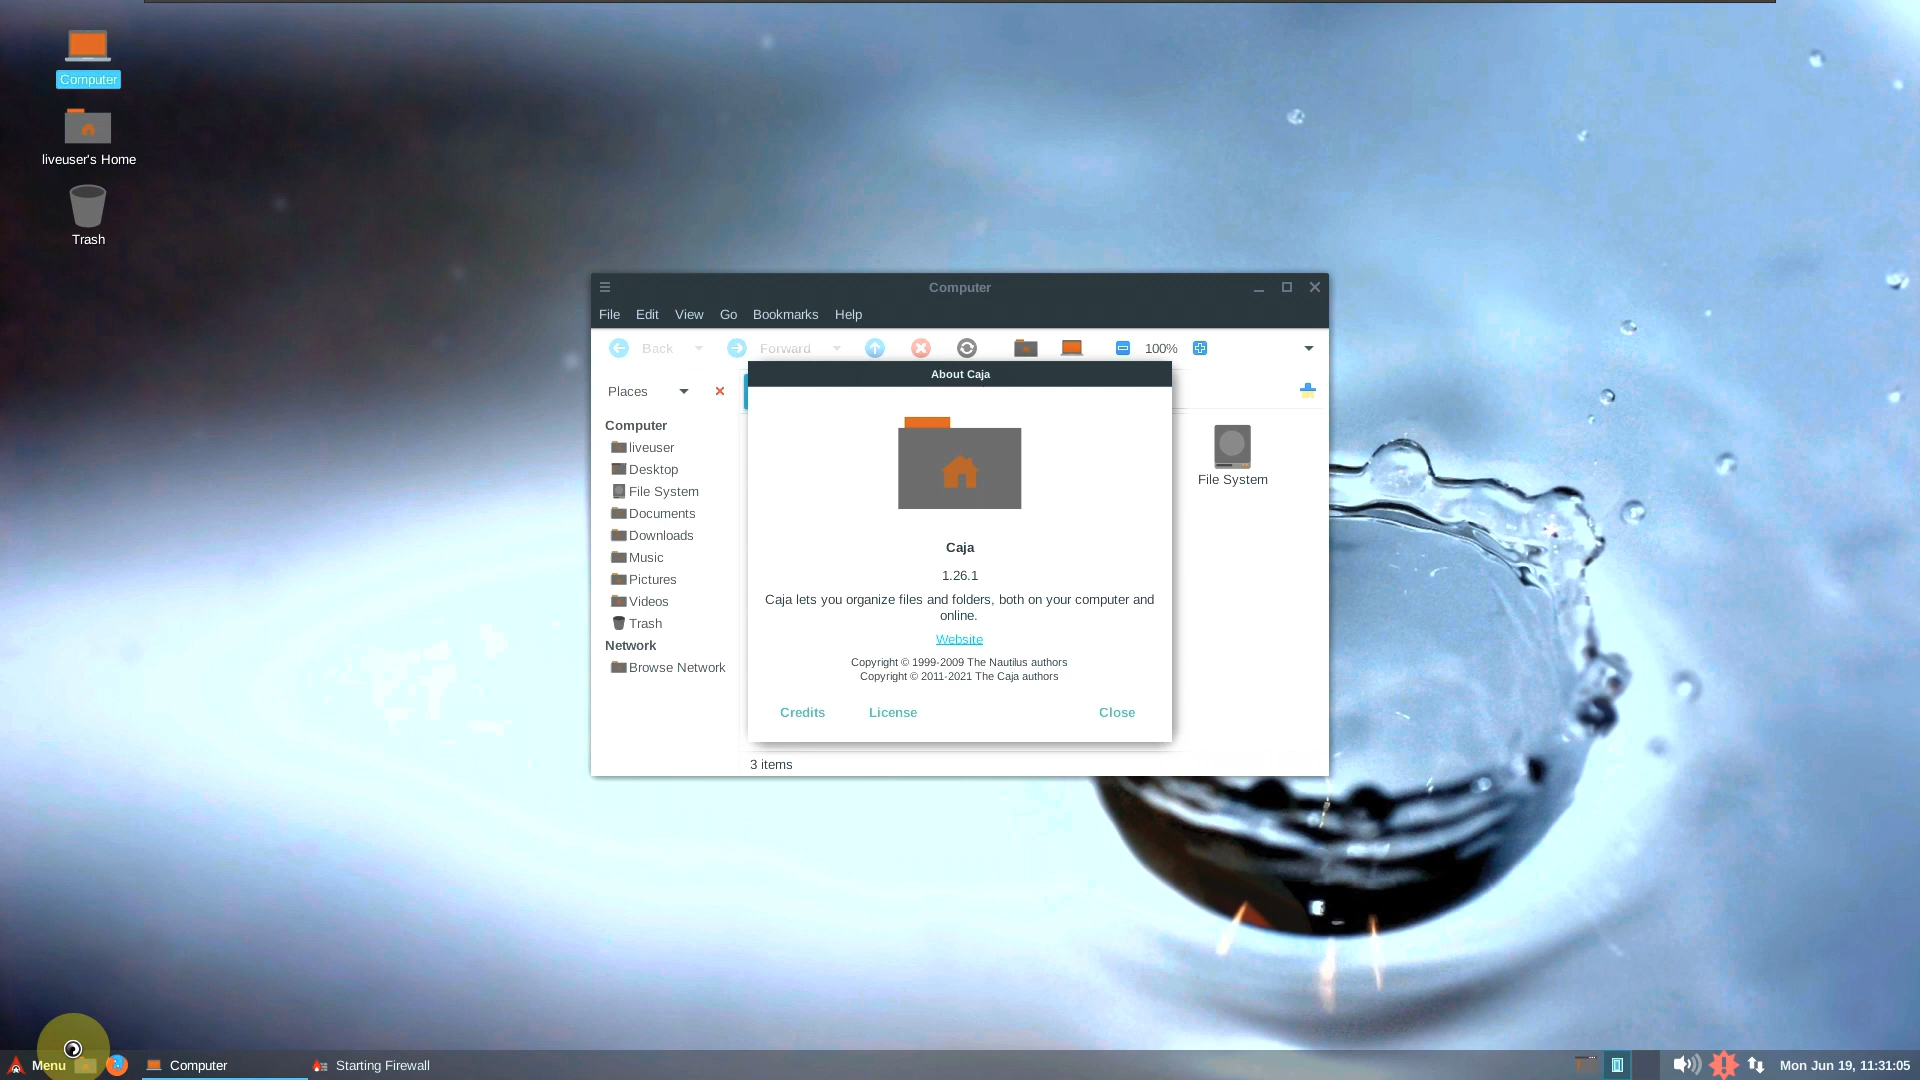 Computer
liveuser's Home
Trash
Computer
File Edit View Go Bookmarks Help
Back Forward 100%
Places
Computer
liveuser
Desktop
File System
Documents
Downloads
Music
Pictures
Videos
Trash
Network
Browse Network
About Caja
Caja
1.26.1
Caja lets you organize files and folders, both on your computer and
online.
Website
Copyright © 1999-2009 The Nautilus authors
Copyright © 2011-2021 The Caja authors
Credits License Close
File System
3 items
Menu Computer Starting Firewall Mon Jun 19, 11:31:05